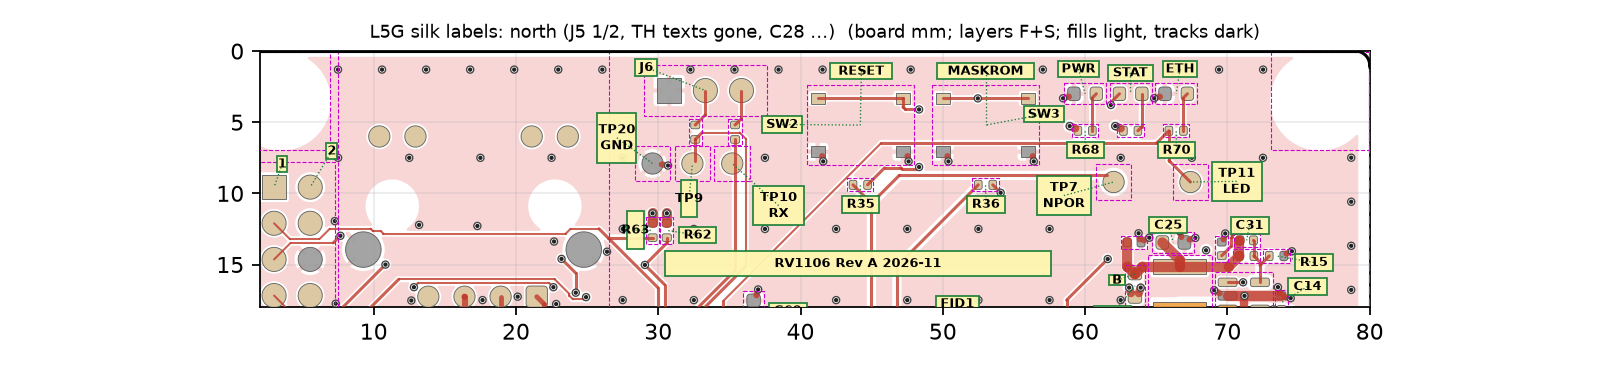 L5G silk labels: north (J5 1/2, TH texts gone, C28 ...)  (board mm; layers F+S; fills light, tracks dark)
0
5
10
15
J6
RESET
MASKROM
PWR
STAT
ETH
TP20
GND
SW2
SW3
1
2
R68
R70
TP9
TP10
RX
R35
R36
TP7
NPOR
TP11
LED
R63
R62
C25
C31
RV1106 Rev A 2026-11
R15
B
C14
FID1
10
20
30
40
50
60
70
80